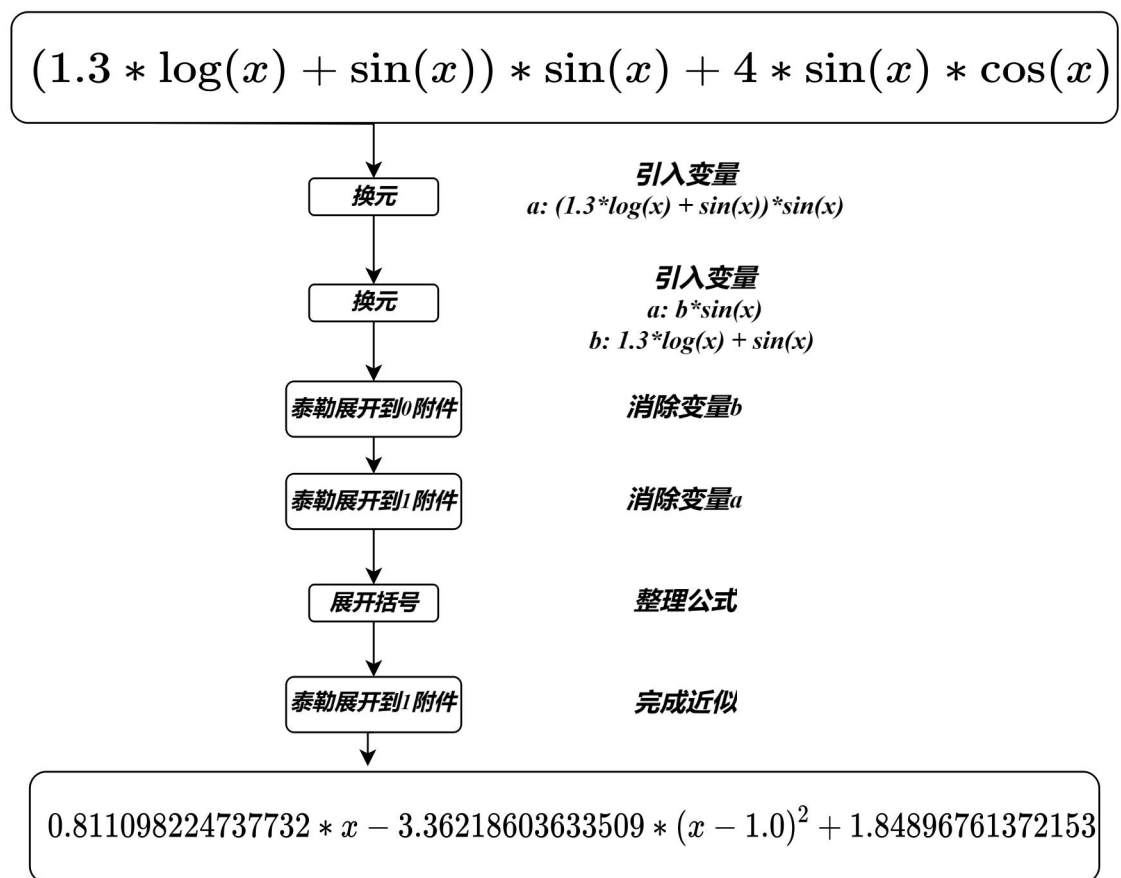 (1.3 * log(x) + sin(x)) * sin(x) + 4 * sin(x) * cos(x)
引入变量
换元
a: (1.3*log(x) + sin(x))*sin(x)
引入变量
换元
a: b*sin(x)
b: 1.3*log(x) + sin(x)
泰勒展开到0附件
消除变量b
泰勒展开到1附件
消除变量a
展开括号
整理公式
泰勒展开到1附件
完成近似
0.811098224737732 * x − 3.36218603633509 * (x − 1.0)² + 1.84896761372153